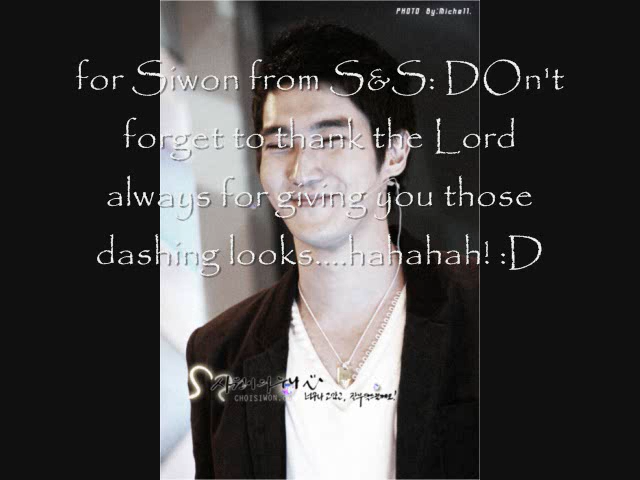 PHOTO By:Michell.
for Siwon from S&S: DOn't
forget to thank the Lord
always for giving you those
dashing looks....hahahah! :D
CHOISIWON.